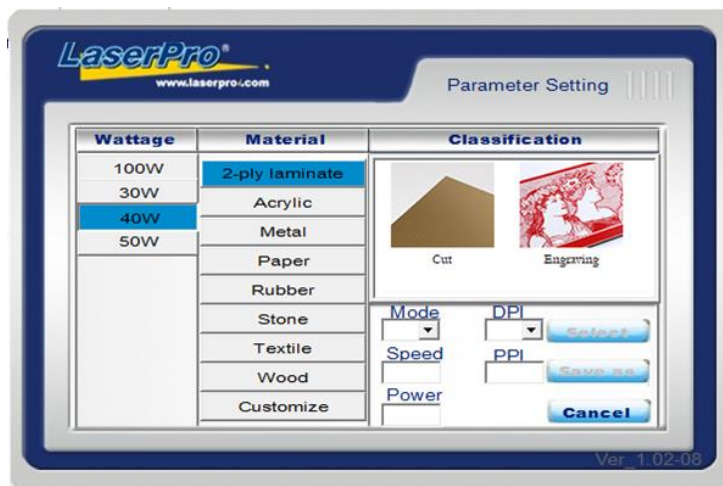 LaserPro®
www.laserpro.com
Parameter Setting
Wattage Material Classification
100W
30W
40W
50W
2-ply laminate
Acrylic
Metal
Paper
Rubber
Stone
Textile
Wood
Customize
Cut Engraving
Mode DPI
Select
Speed PPI
Save as
Power
Cancel
Ver_1.02-08